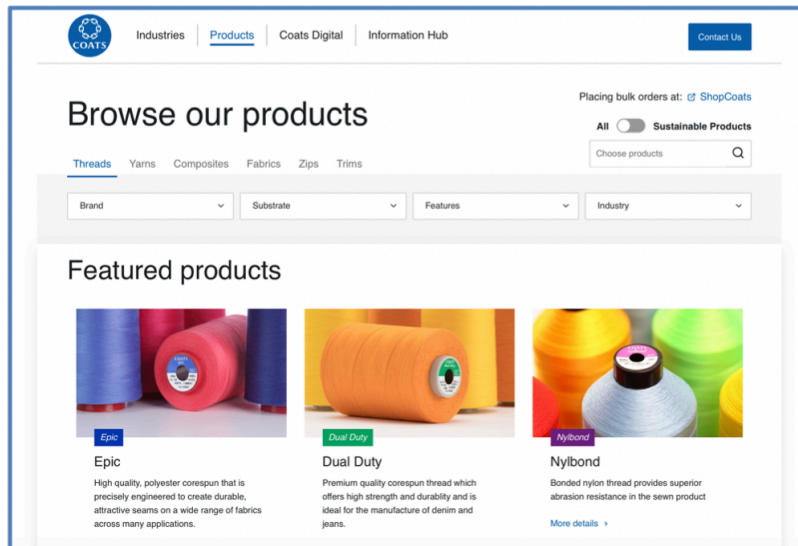 COATS
Industries
Products
Coats Digital
Information Hub
Contact Us
Browse our products
Placing bulk orders at: ShopCoats
All Sustainable Products
Choose products
Threads Yarns Composites Fabrics Zips Trims
Brand
Substrate
Features
Industry
Featured products
COATS
COATS
Epic
Dual Duty
Nylbond
Epic
High quality, polyester corespun that is
precisely engineered to create durable,
attractive seams on a wide range of fabrics
across many applications.
Dual Duty
Premium quality corespun thread which
offers high strength and durablity and is
ideal for the manufacture of denim and
jeans.
Nylbond
Bonded nylon thread provides superior
abrasion resistance in the sewn product
More details